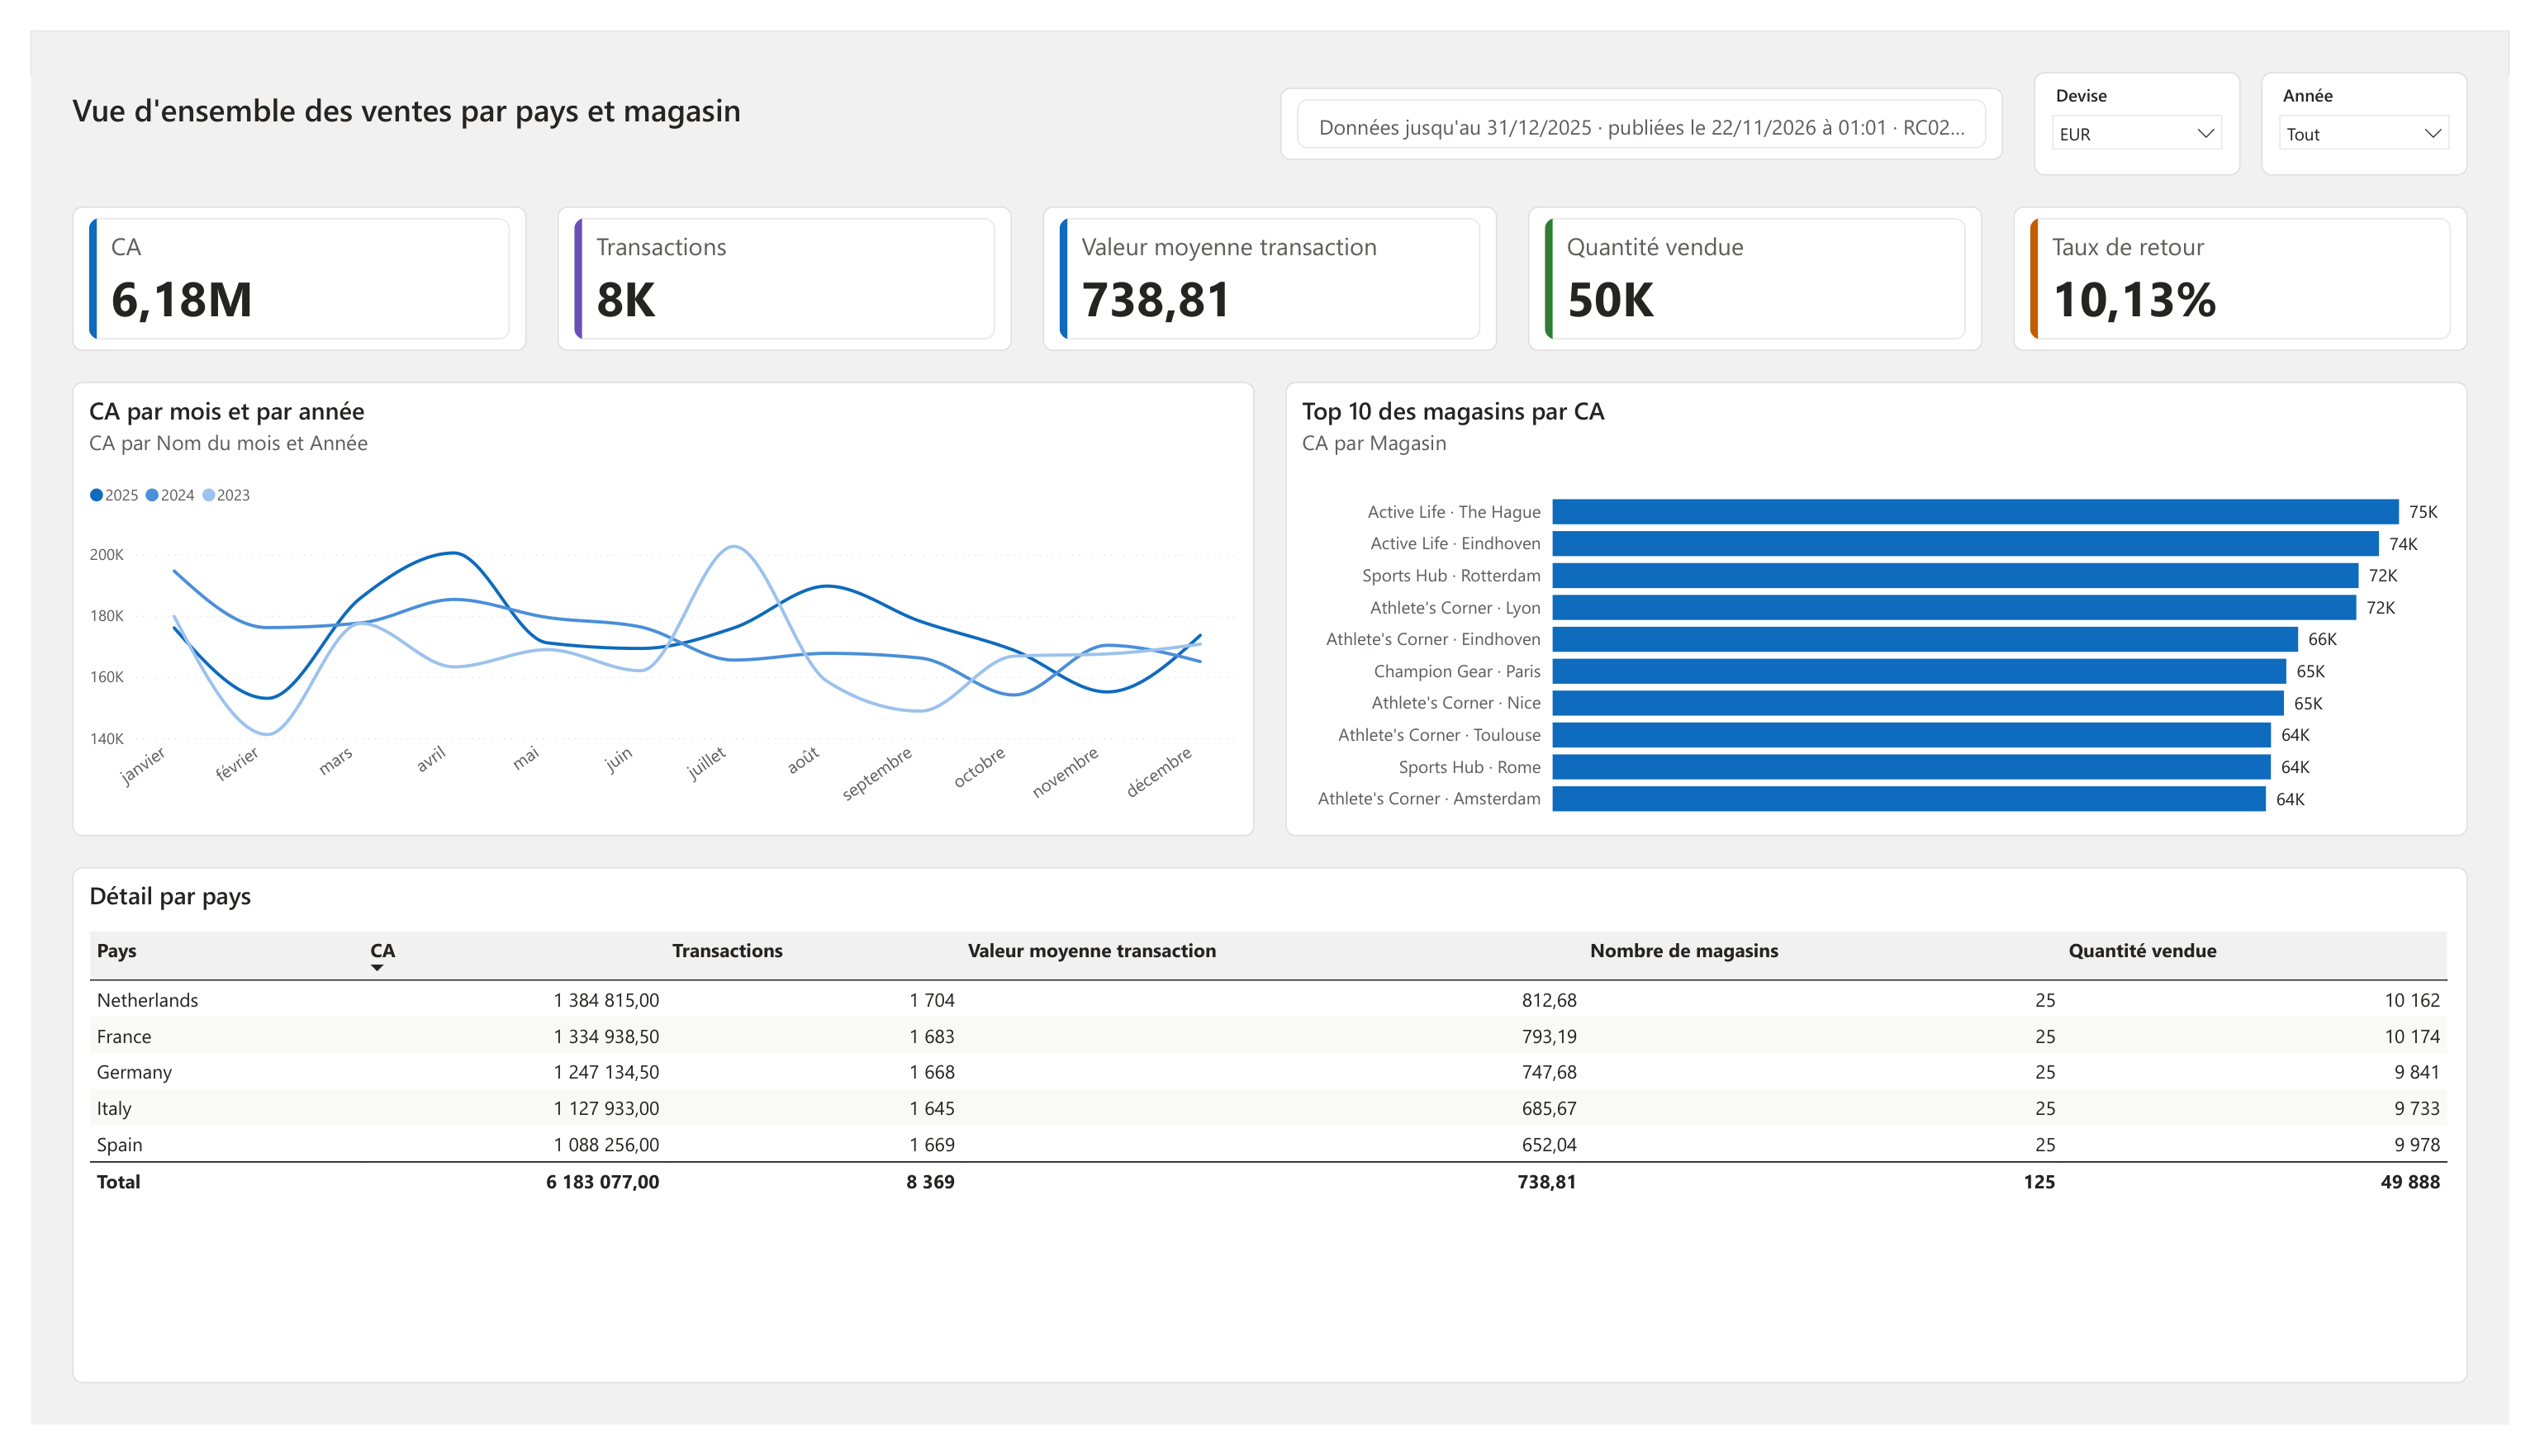 Vue d'ensemble des ventes par pays et magasin
Données jusqu'au 31/12/2025 · publiées le 22/11/2026 à 01:01 · RC02...
Devise
EUR
Année
Tout
CA
6,18M
Transactions
8K
Valeur moyenne transaction
738,81
Quantité vendue
50K
Taux de retour
10,13%
CA par mois et par année
CA par Nom du mois et Année
2025 2024 2023
200K
180K
160K
140K
janvier février mars avril mai juin juillet août septembre octobre novembre décembre
Top 10 des magasins par CA
CA par Magasin
Active Life · The Hague 75K
Active Life · Eindhoven 74K
Sports Hub · Rotterdam 72K
Athlete's Corner · Lyon 72K
Athlete's Corner · Eindhoven 66K
Champion Gear · Paris 65K
Athlete's Corner · Nice 65K
Athlete's Corner · Toulouse 64K
Sports Hub · Rome 64K
Athlete's Corner · Amsterdam 64K
Détail par pays
Pays CA Transactions Valeur moyenne transaction Nombre de magasins Quantité vendue
Netherlands 1 384 815,00 1 704 812,68 25 10 162
France 1 334 938,50 1 683 793,19 25 10 174
Germany 1 247 134,50 1 668 747,68 25 9 841
Italy 1 127 933,00 1 645 685,67 25 9 733
Spain 1 088 256,00 1 669 652,04 25 9 978
Total 6 183 077,00 8 369 738,81 125 49 888